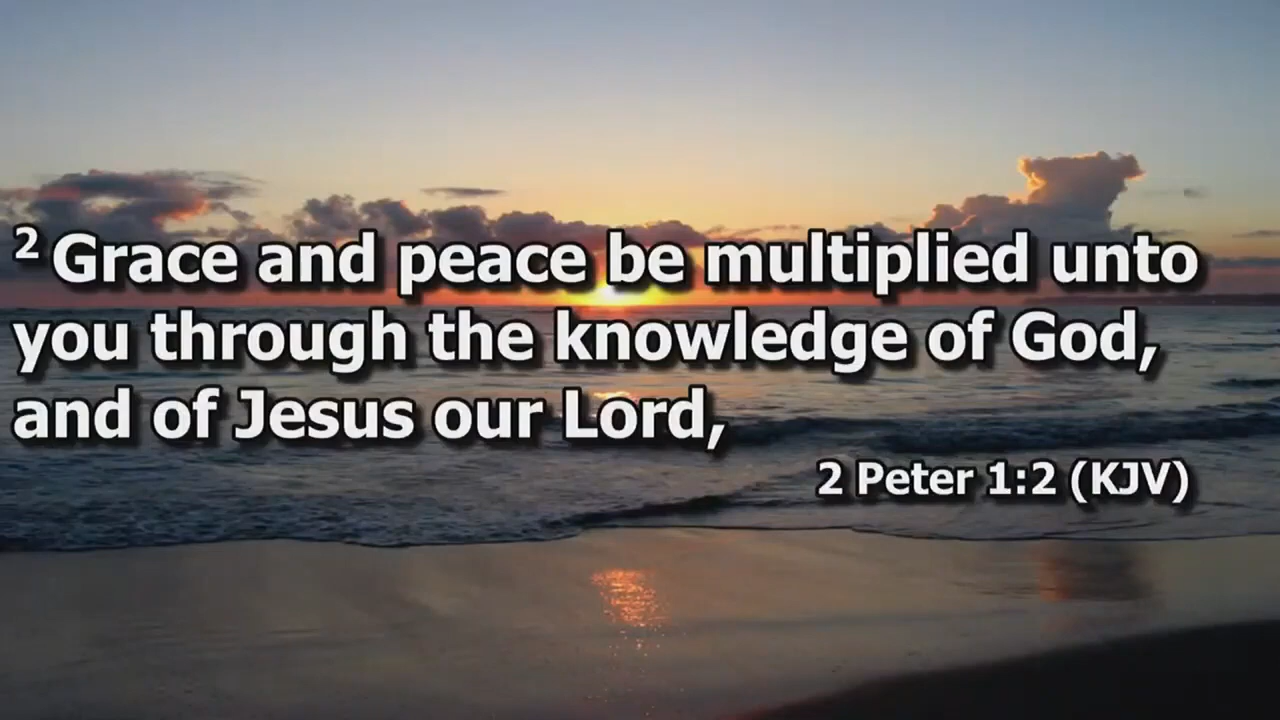 2 Grace and peace be multiplied unto
you through the knowledge of God,
and of Jesus our Lord,
2 Peter 1:2 (KJV)